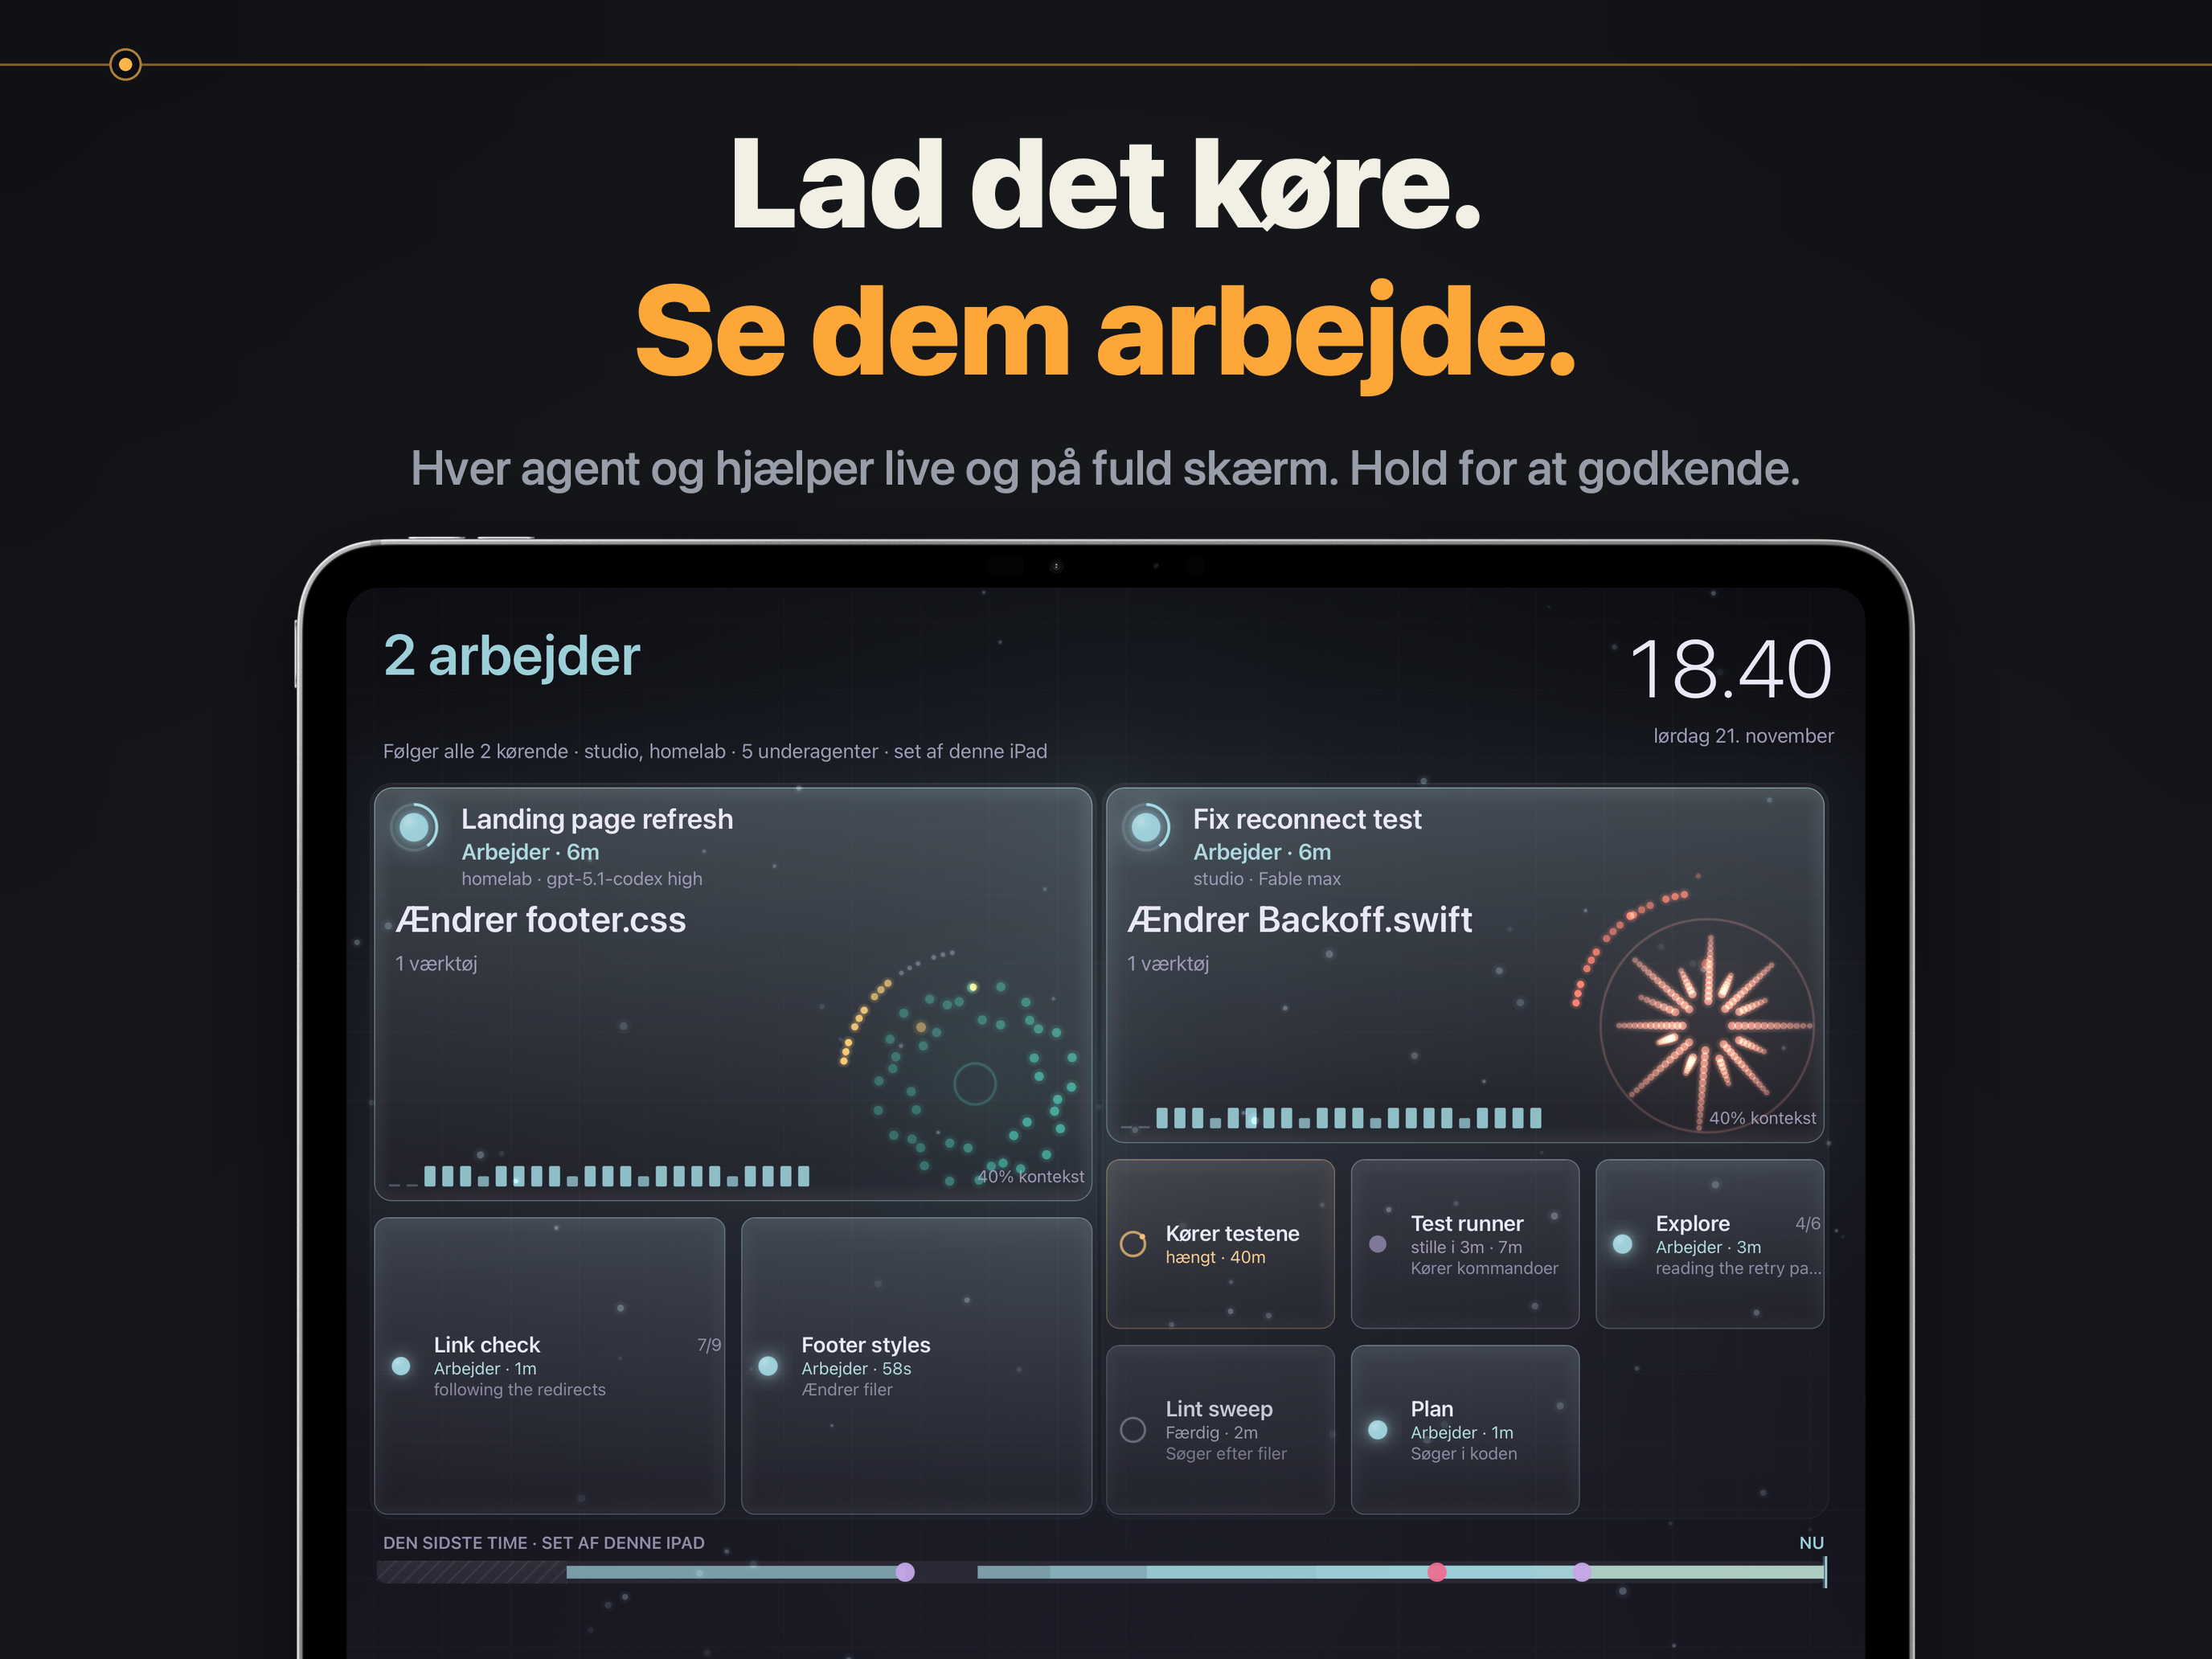 Lad det køre.
Se dem arbejde.
Hver agent og hjælper live og på fuld skærm. Hold for at godkende.
2 arbejder
18.40
lørdag 21. november
Følger alle 2 kørende · studio, homelab · 5 underagenter · set af denne iPad
Landing page refresh
Arbejder · 6m
homelab · gpt-5.1-codex high
Ændrer footer.css
1 værktøj
40% kontekst
Fix reconnect test
Arbejder · 6m
studio · Fable max
Ændrer Backoff.swift
1 værktøj
40% kontekst
Link check
7/9
Arbejder · 1m
following the redirects
Footer styles
Arbejder · 58s
Ændrer filer
Kører testene
hængt · 40m
Test runner
stille i 3m · 7m
Kører kommandoer
Explore
4/6
Arbejder · 3m
reading the retry pa...
Lint sweep
Færdig · 2m
Søger efter filer
Plan
Arbejder · 1m
Søger i koden
DEN SIDSTE TIME · SET AF DENNE IPAD
NU